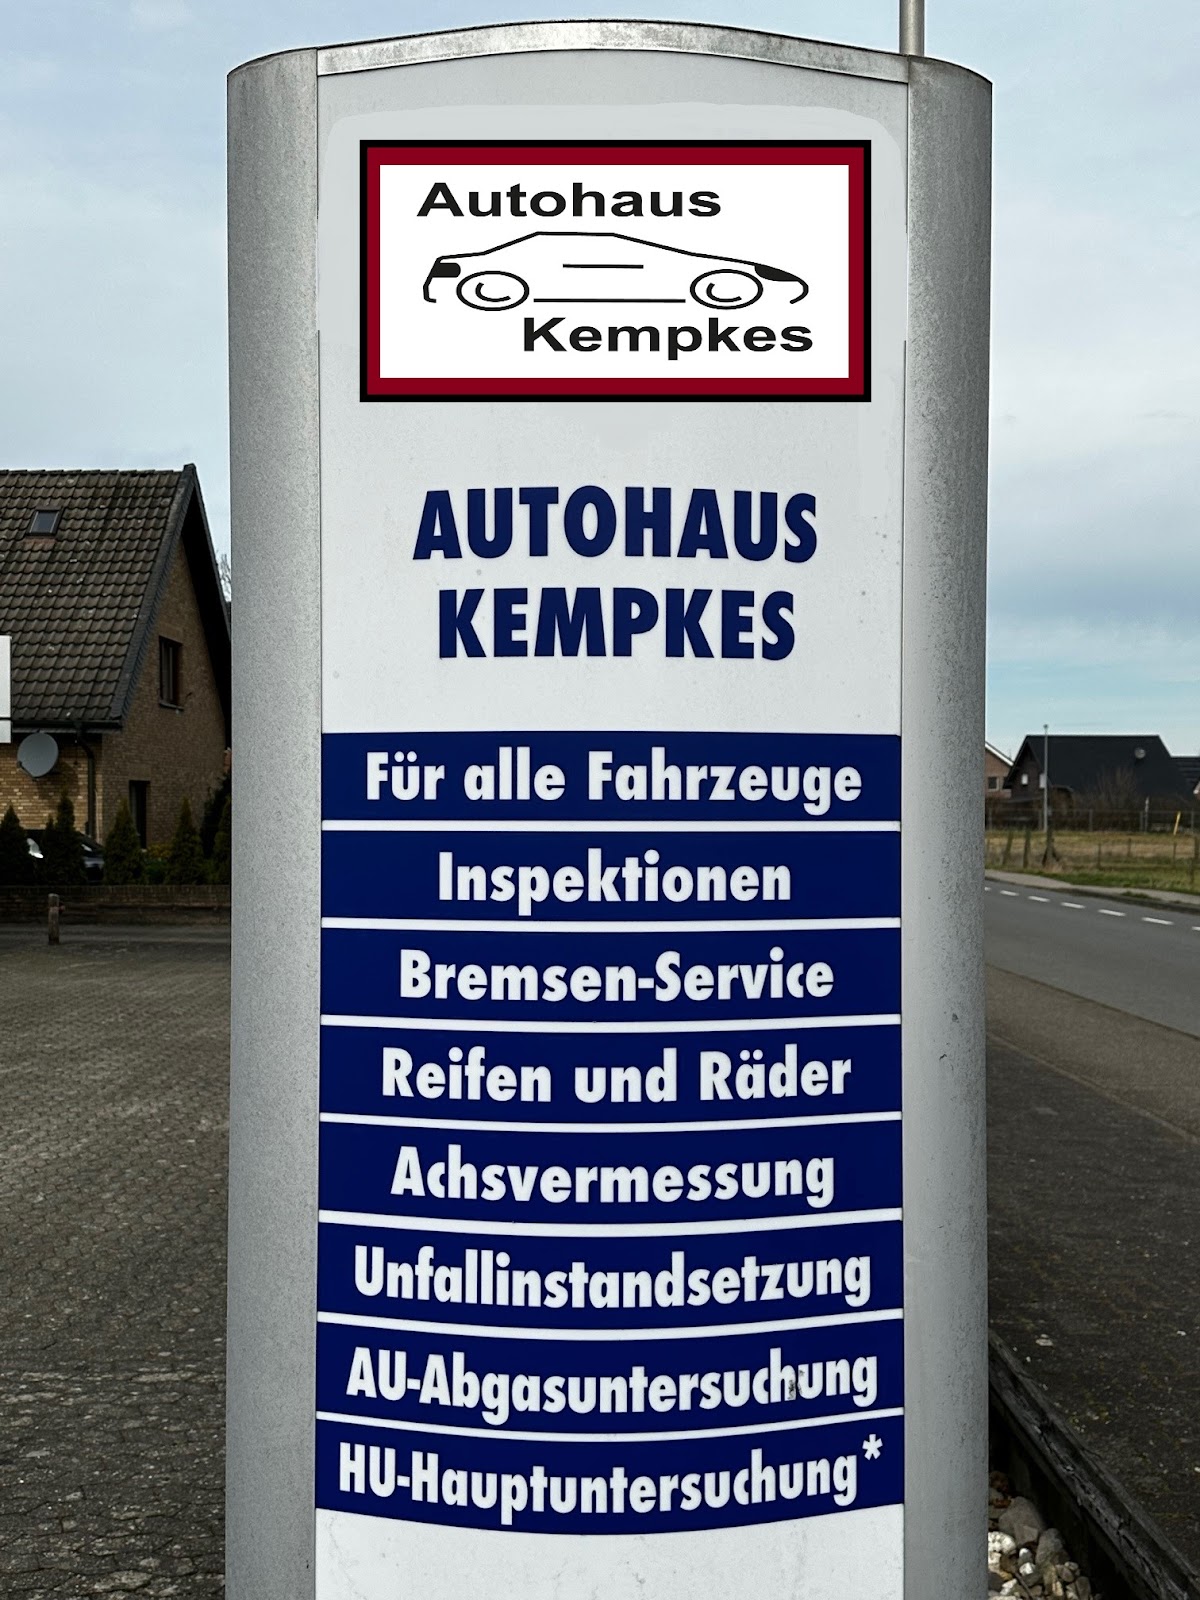 Autohaus
Kempkes
AUTOHAUS
KEMPKES
Für alle Fahrzeuge
Inspektionen
Bremsen-Service
Reifen und Räder
Achsvermessung
Unfallinstandsetzung
AU-Abgasuntersuchung
HU-Hauptuntersuchung*